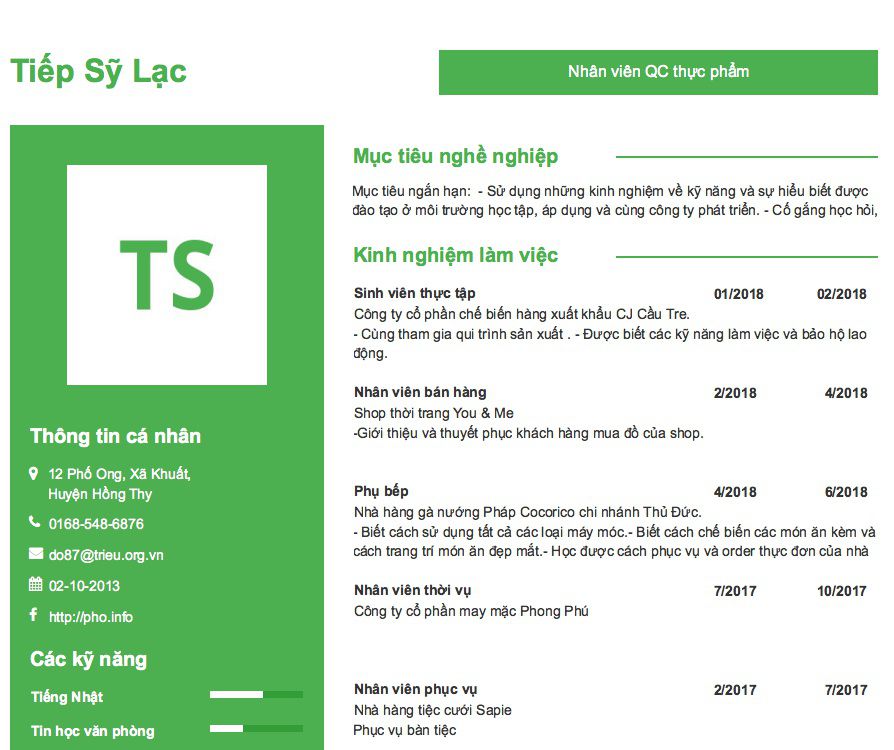 Tiếp Sỹ Lạc
Nhân viên QC thực phẩm
TS
Thông tin cá nhân
12 Phố Ong, Xã Khuất,
Huyện Hồng Thy
0168-548-6876
do87@trieu.org.vn
02-10-2013
http://pho.info
Các kỹ năng
Tiếng Nhật
Tin học văn phòng
Mục tiêu nghề nghiệp
Mục tiêu ngắn hạn:  - Sử dụng những kinh nghiệm về kỹ năng và sự hiểu biết được
đào tạo ở môi trường học tập, áp dụng và cùng công ty phát triển. - Cố gắng học hỏi,
Kinh nghiệm làm việc
Sinh viên thực tập 01/2018 02/2018
Công ty cổ phần chế biến hàng xuất khẩu CJ Cầu Tre.
- Cùng tham gia qui trình sản xuất . - Được biết các kỹ năng làm việc và bảo hộ lao
động.
Nhân viên bán hàng 2/2018 4/2018
Shop thời trang You & Me
-Giới thiệu và thuyết phục khách hàng mua đồ của shop.
Phụ bếp 4/2018 6/2018
Nhà hàng gà nướng Pháp Cocorico chi nhánh Thủ Đức.
- Biết cách sử dụng tất cả các loại máy móc.- Biết cách chế biến các món ăn kèm và
cách trang trí món ăn đẹp mắt.- Học được cách phục vụ và order thực đơn của nhà
Nhân viên thời vụ 7/2017 10/2017
Công ty cổ phần may mặc Phong Phú
Nhân viên phục vụ 2/2017 7/2017
Nhà hàng tiệc cưới Sapie
Phục vụ bàn tiệc